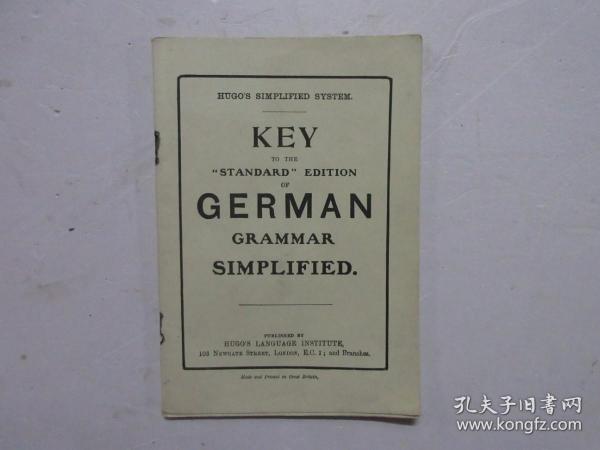 HUGO'S SIMPLIFIED SYSTEM.
KEY
TO THE
"STANDARD" EDITION
OF
GERMAN
GRAMMAR
SIMPLIFIED.
PUBLISHED BY
HUGO'S LANGUAGE INSTITUTE,
103 NEWGATE STREET, LONDON, E.C. 1; and Branches.
Made and Printed in Great Britain,
孔夫子旧书网
www.kongfz.com